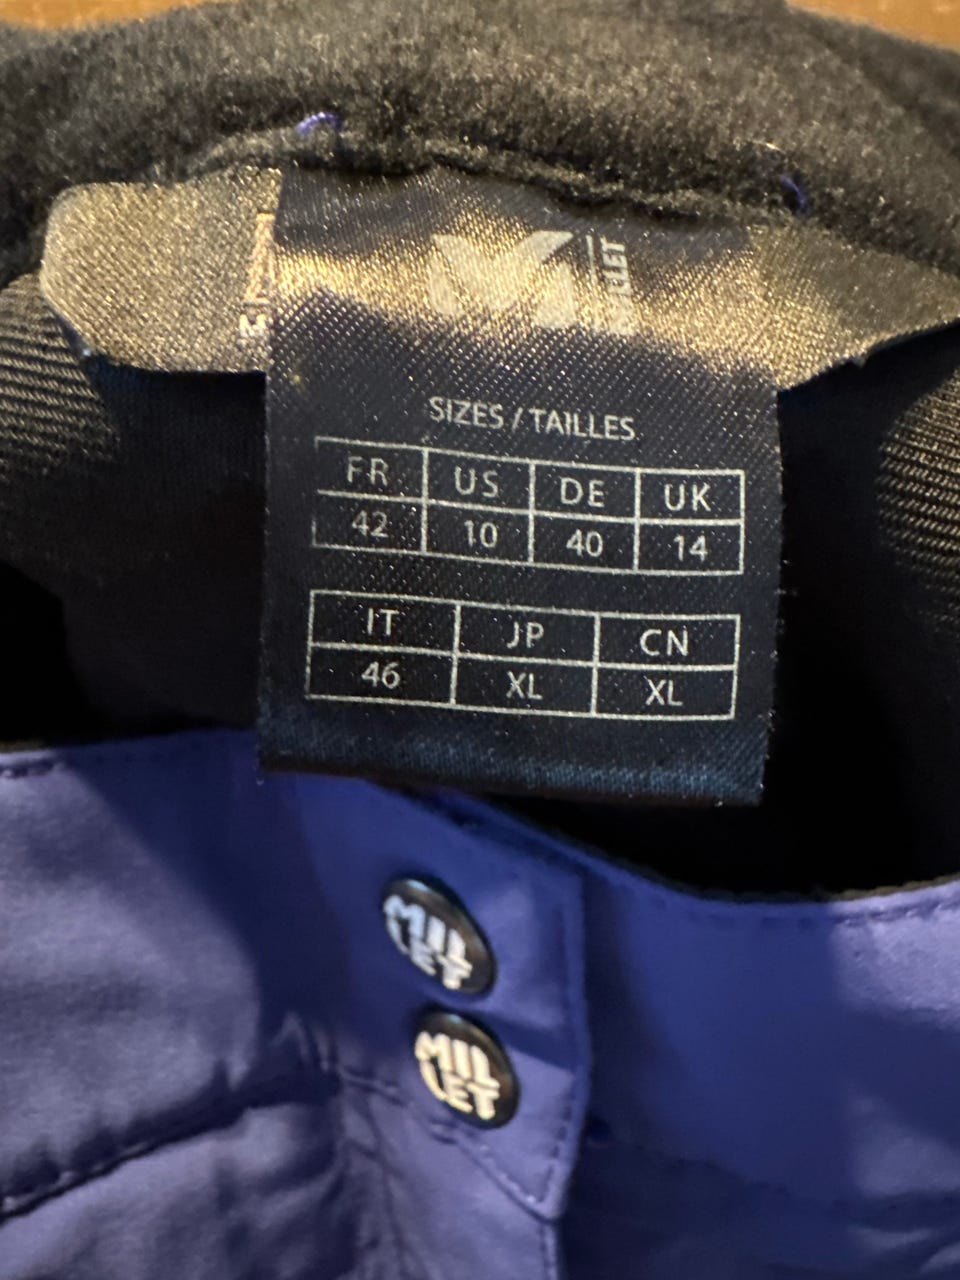 MILLET
SIZES / TAILLES
FR US DE UK
42 10 40 14
IT JP CN
46 XL XL
MIL
LET
MIL
LET